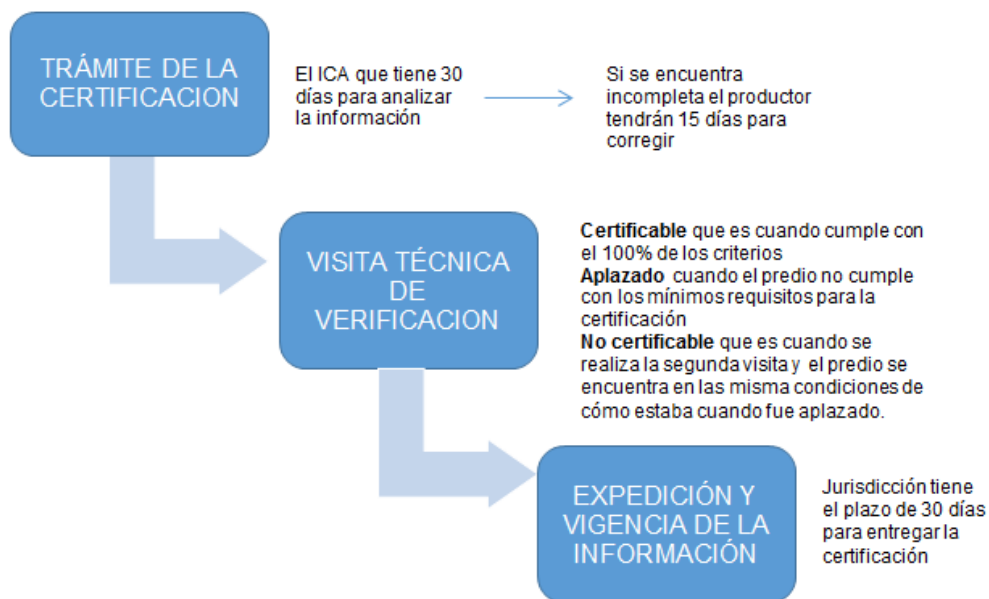 TRÁMITE DE LA
CERTIFICACION
El ICA que tiene 30
días para analizar
la información
Si se encuentra
incompleta el productor
tendrán 15 días para
corregir
VISITA TÉCNICA
DE
VERIFICACION
Certificable que es cuando cumple con
el 100% de los criterios
Aplazado cuando el predio no cumple
con los mínimos requisitos para la
certificación
No certificable que es cuando se
realiza la segunda visita y el predio se
encuentra en las misma condiciones de
cómo estaba cuando fue aplazado.
EXPEDICIÓN Y
VIGENCIA DE LA
INFORMACIÓN
Jurisdicción tiene
el plazo de 30 días
para entregar la
certificación